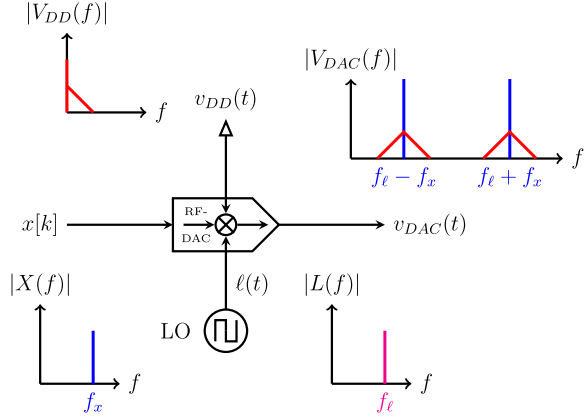 |V_{DD}(f)|
f
v_{DD}(t)
|V_{DAC}(f)|
f
f_ℓ − f_x
f_ℓ + f_x
x[k]
RF-
DAC
v_{DAC}(t)
|X(f)|
f
f_x
ℓ(t)
LO
|L(f)|
f
f_ℓ